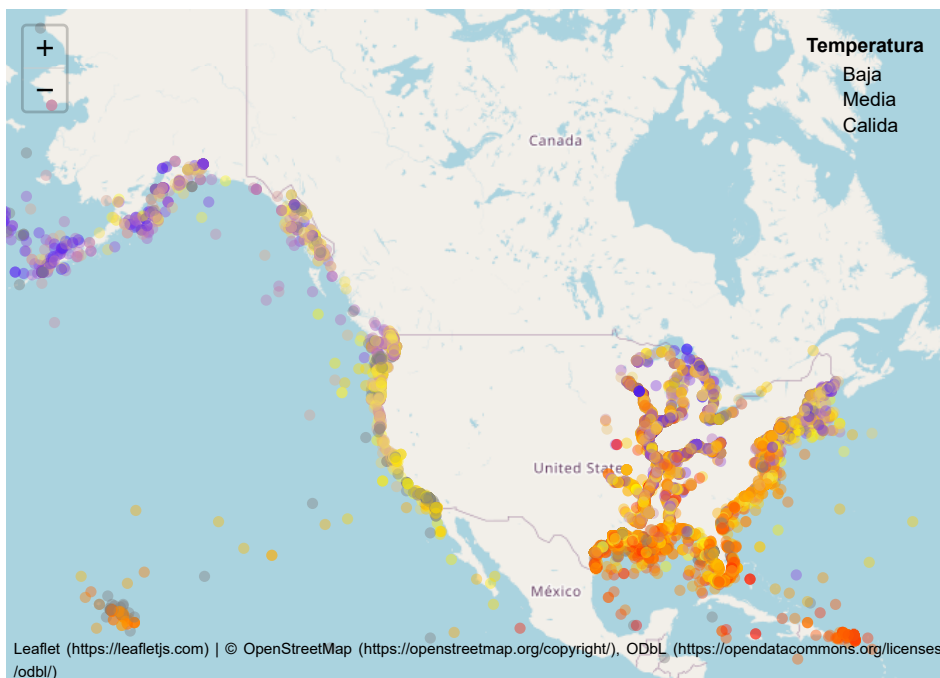 +
−
Temperatura
Baja
Media
Calida
Canada
United State
México
Leaflet (https://leafletjs.com) | © OpenStreetMap (https://openstreetmap.org/copyright/), ODbL (https://opendatacommons.org/licenses
/odbl/)